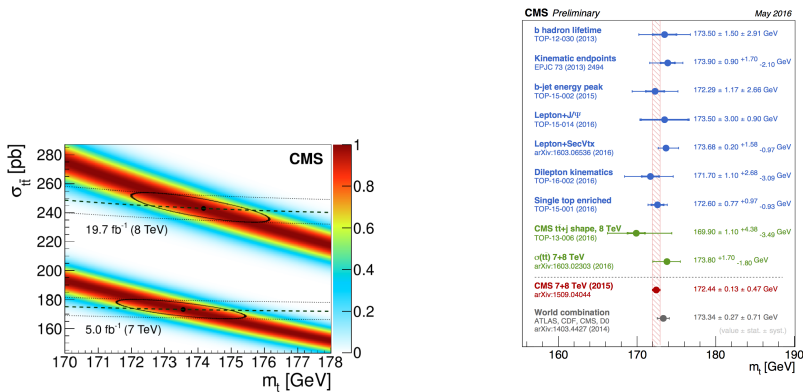 CMS
σtt̄ [pb]
280
260
240
220
200
180
160
19.7 fb⁻¹ (8 TeV)
5.0 fb⁻¹ (7 TeV)
170 171 172 173 174 175 176 177 178
mt [GeV]
1
0.8
0.6
0.4
0.2
0
CMS Preliminary May 2016
b hadron lifetime
TOP-12-030 (2013)
173.50 ± 1.50 ± 2.91 GeV
Kinematic endpoints
EPJC 73 (2013) 2494
173.90 ± 0.90 +1.70 -2.10 GeV
b-jet energy peak
TOP-15-002 (2015)
172.29 ± 1.17 ± 2.66 GeV
Lepton+J/Ψ
TOP-15-014 (2016)
173.50 ± 3.00 ± 0.90 GeV
Lepton+SecVtx
arXiv:1603.06536 (2016)
173.68 ± 0.20 +1.58 -0.97 GeV
Dilepton kinematics
TOP-16-002 (2016)
171.70 ± 1.10 +2.68 -3.09 GeV
Single top enriched
TOP-15-001 (2016)
172.60 ± 0.77 +0.97 -0.93 GeV
CMS tt+j shape, 8 TeV
TOP-13-006 (2016)
169.90 ± 1.10 +4.38 -3.49 GeV
σ(tt) 7+8 TeV
arXiv:1603.02303 (2016)
173.80 +1.70 -1.80 GeV
CMS 7+8 TeV (2015)
arXiv:1509.04044
172.44 ± 0.13 ± 0.47 GeV
World combination
ATLAS, CDF, CMS, D0
arXiv:1403.4427 (2014)
173.34 ± 0.27 ± 0.71 GeV
(value ± stat. ± syst.)
160 170 180 190
mt [GeV]